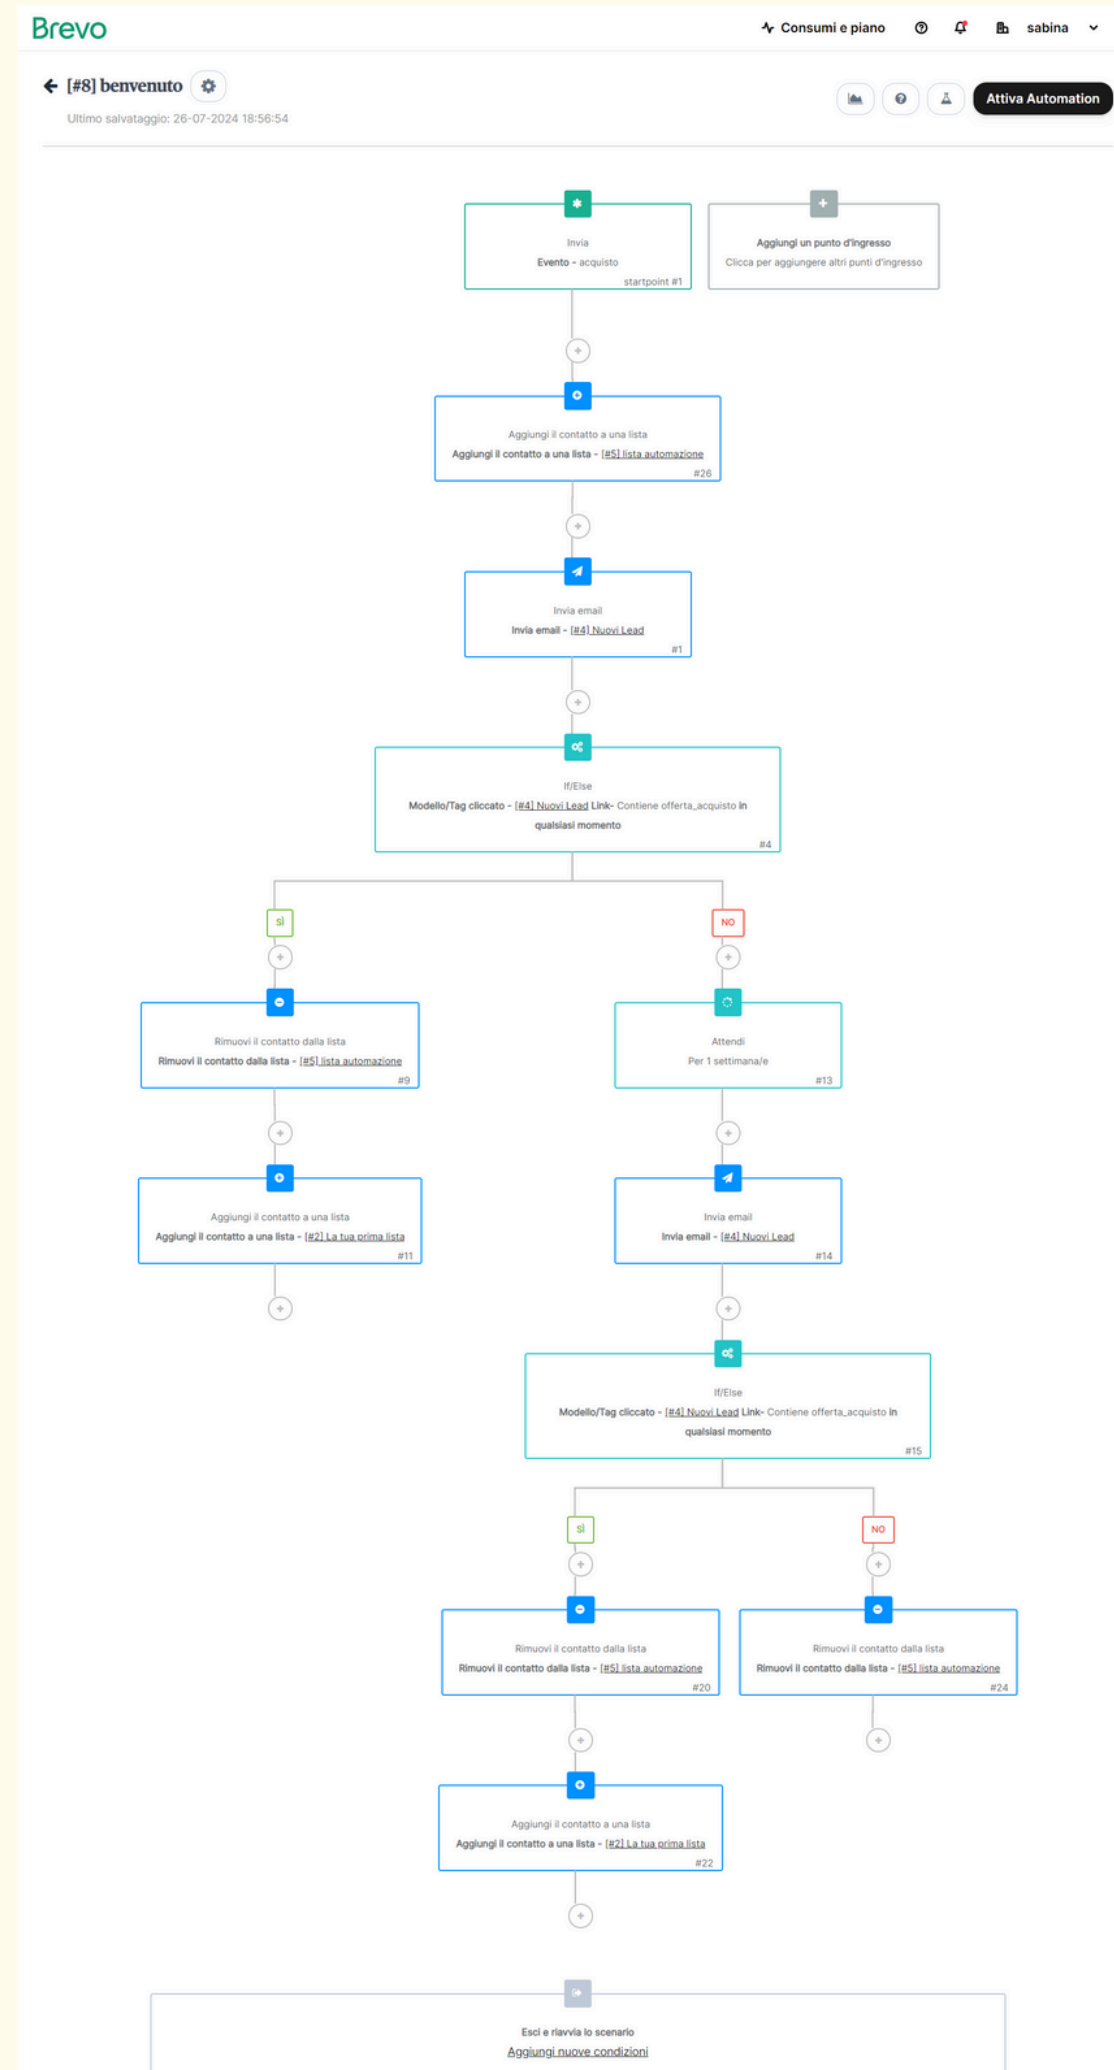 Brevo
Consumi e piano
sabina
[#8] benvenuto
Ultimo salvataggio: 26-07-2024 18:56:54
Attiva Automation
Invia
Evento - acquisto
startpoint #1
Aggiungi un punto d'ingresso
Clicca per aggiungere altri punti d'ingresso
Aggiungi il contatto a una lista
Aggiungi il contatto a una lista - [#5] lista automazione
#26
Invia email
Invia email - [#4] Nuovi Lead
#1
If/Else
Modello/Tag cliccato - [#4] Nuovi Lead Link- Contiene offerta_acquisto in
qualsiasi momento
#4
SÌ
NO
Rimuovi il contatto dalla lista
Rimuovi il contatto dalla lista - [#5] lista automazione
#9
Attendi
Per 1 settimana/e
#13
Aggiungi il contatto a una lista
Aggiungi il contatto a una lista - [#2] La tua prima lista
#11
Invia email
Invia email - [#4] Nuovi Lead
#14
If/Else
Modello/Tag cliccato - [#4] Nuovi Lead Link- Contiene offerta_acquisto in
qualsiasi momento
#15
SÌ
NO
Rimuovi il contatto dalla lista
Rimuovi il contatto dalla lista - [#5] lista automazione
#20
Rimuovi il contatto dalla lista
Rimuovi il contatto dalla lista - [#5] lista automazione
#24
Aggiungi il contatto a una lista
Aggiungi il contatto a una lista - [#2] La tua prima lista
#22
Esci e riavvia lo scenario
Aggiungi nuove condizioni